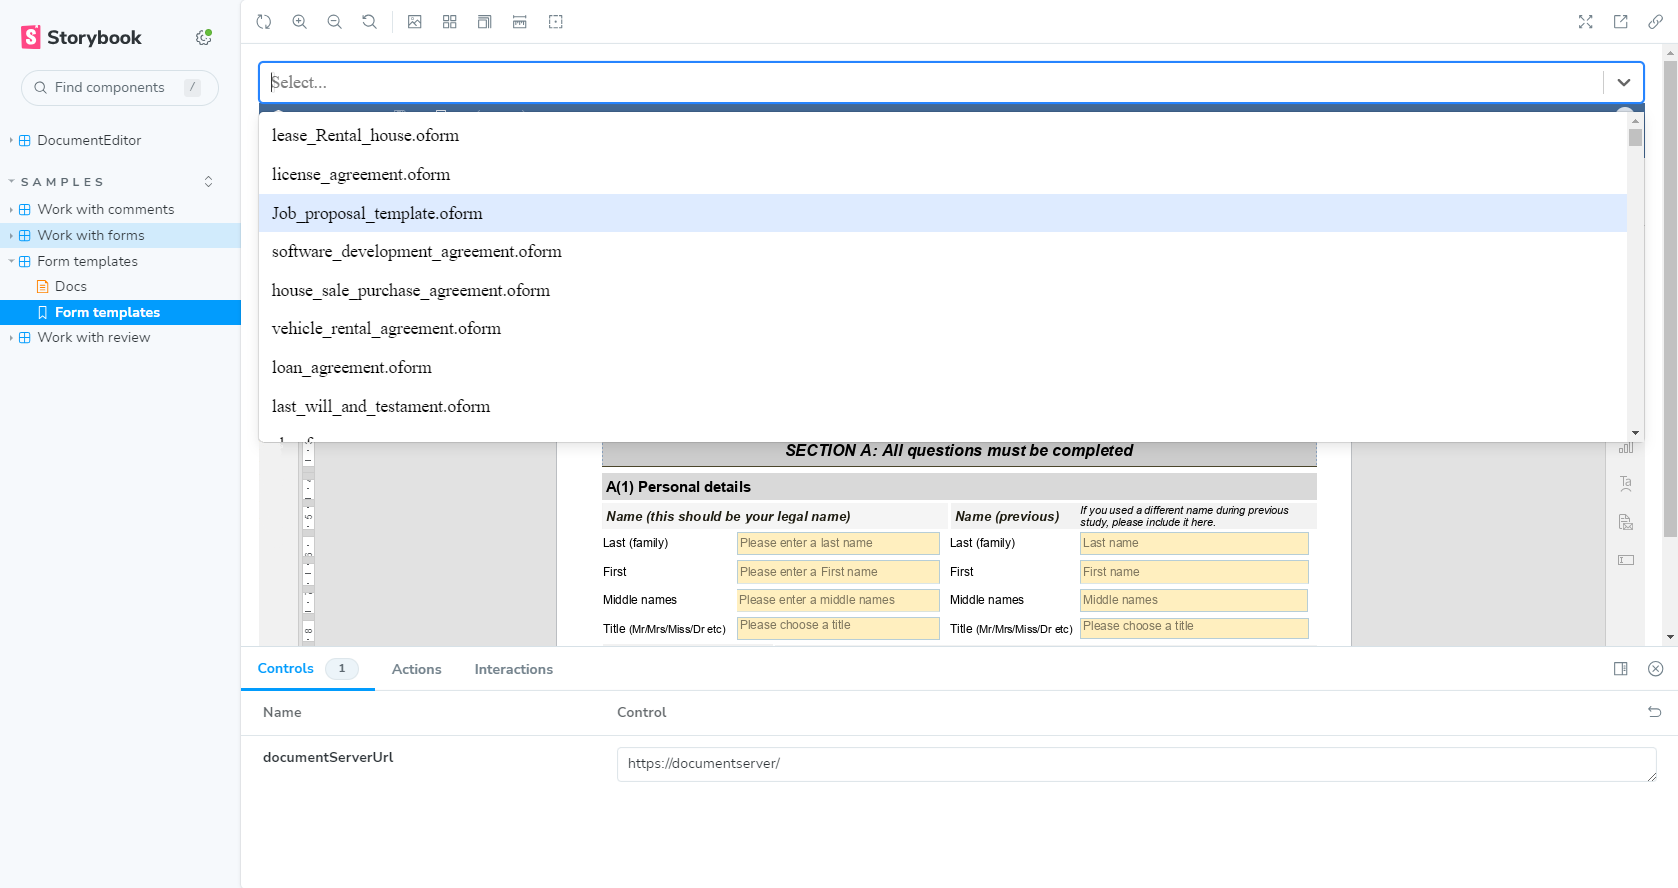 Storybook
Find components /
DocumentEditor
SAMPLES
Work with comments
Work with forms
Form templates
Docs
Form templates
Work with review
Select...
lease_Rental_house.oform
license_agreement.oform
Job_proposal_template.oform
software_development_agreement.oform
house_sale_purchase_agreement.oform
vehicle_rental_agreement.oform
loan_agreement.oform
last_will_and_testament.oform
SECTION A: All questions must be completed
A(1) Personal details
Name (this should be your legal name)
Name (previous)
If you used a different name during previous
study, please include it here.
Last (family) Please enter a last name Last (family) Last name
First Please enter a First name First First name
Middle names Please enter a middle names Middle names Middle names
Title (Mr/Mrs/Miss/Dr etc) Please choose a title Title (Mr/Mrs/Miss/Dr etc) Please choose a title
Controls 1 Actions Interactions
Name Control
documentServerUrl https://documentserver/